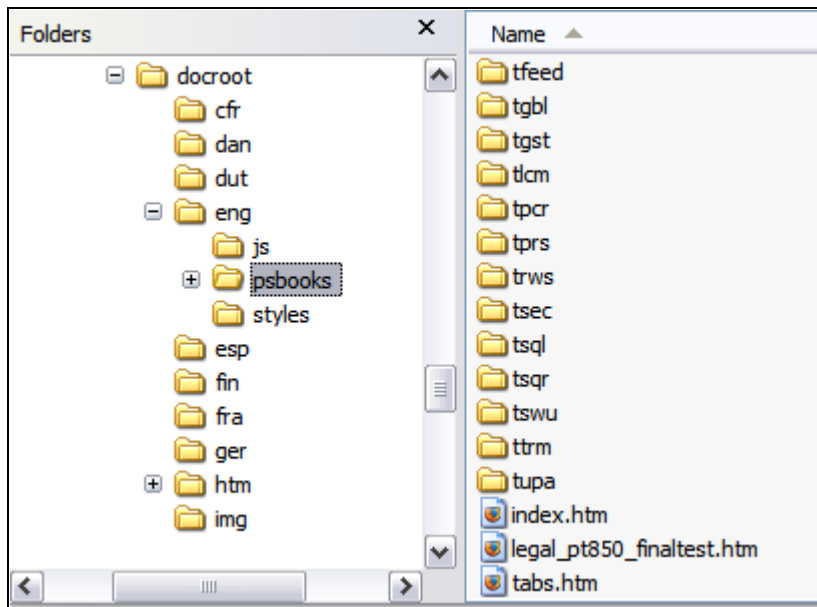 Folders
docroot
cfr
dan
dut
eng
js
psbooks
styles
esp
fin
fra
ger
htm
img
Name
tfeed
tgbl
tgst
tlcm
tpcr
tprs
trws
tsec
tsql
tsqr
tswu
ttrm
tupa
index.htm
legal_pt850_finaltest.htm
tabs.htm